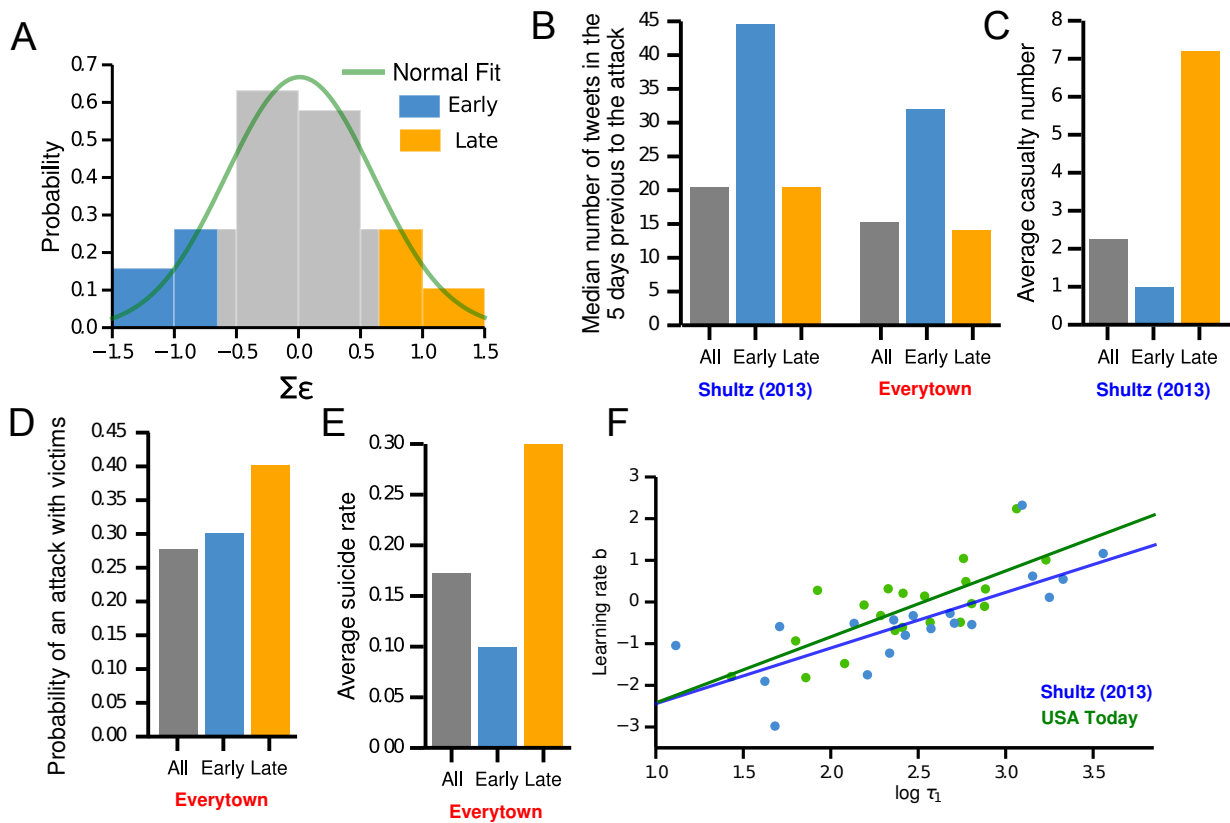 A
Probability
0.7
0.6
0.5
0.4
0.3
0.2
0.1
0.0
−1.5 −1.0 −0.5 0.0 0.5 1.0 1.5
Σε
Normal Fit
Early
Late
B
Median number of tweets in the
5 days previous to the attack
45
40
35
30
25
20
15
10
5
0
All Early Late All Early Late
Shultz (2013) Everytown
C
Average casualty number
8
7
6
5
4
3
2
1
0
All Early Late
Shultz (2013)
D
Probability of an attack with victims
0.45
0.40
0.35
0.30
0.25
0.20
0.15
0.10
0.05
0.00
All Early Late
Everytown
E
Average suicide rate
0.30
0.25
0.20
0.15
0.10
0.05
0.00
All Early Late
Everytown
F
Learning rate b
3
2
1
0
−1
−2
−3
1.0 1.5 2.0 2.5 3.0 3.5
log τ1
Shultz (2013)
USA Today